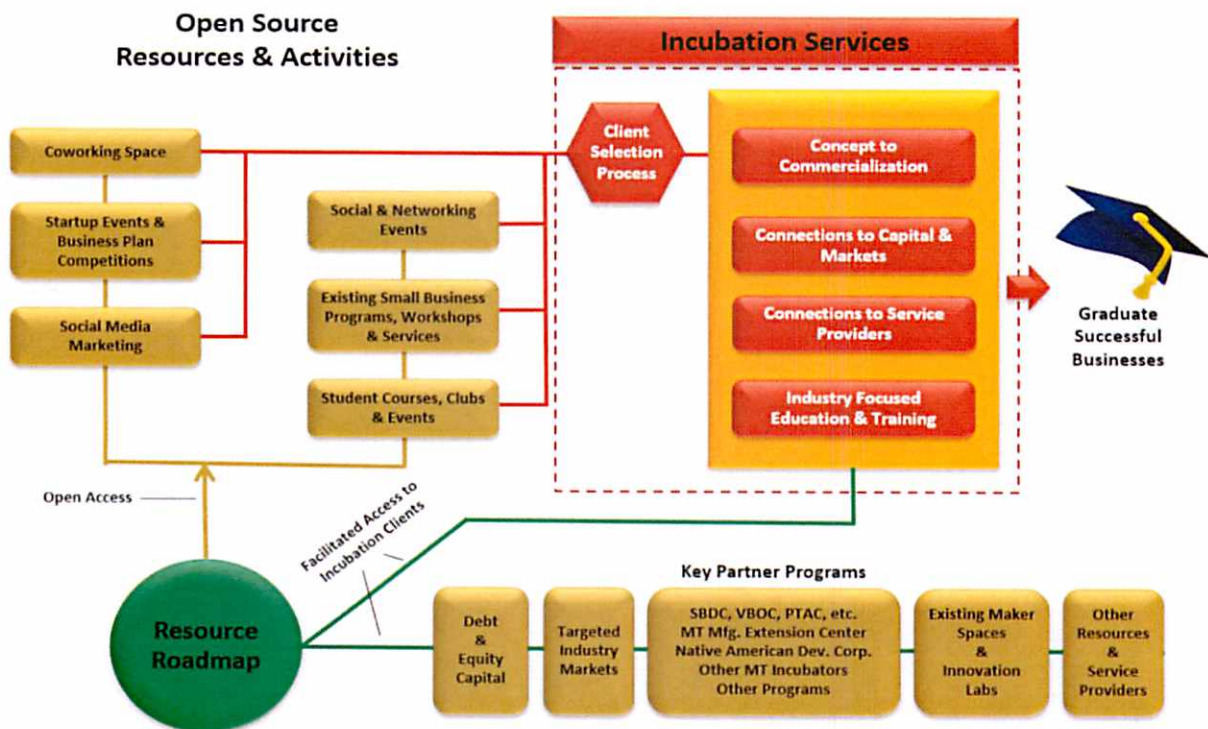 Open Source
Resources & Activities
Incubation Services
Coworking Space
Startup Events &
Business Plan
Competitions
Social Media
Marketing
Social & Networking
Events
Existing Small Business
Programs, Workshops
& Services
Student Courses, Clubs
& Events
Client
Selection
Process
Concept to
Commercialization
Connections to Capital &
Markets
Connections to Service
Providers
Industry Focused
Education & Training
Graduate
Successful
Businesses
Open Access
Facilitated Access to
Incubation Clients
Resource
Roadmap
Key Partner Programs
Debt
&
Equity
Capital
Targeted
Industry
Markets
SBDC, VBOC, PTAC, etc.
MT Mfg. Extension Center
Native American Dev. Corp.
Other MT Incubators
Other Programs
Existing Maker
Spaces
&
Innovation
Labs
Other
Resources
&
Service
Providers